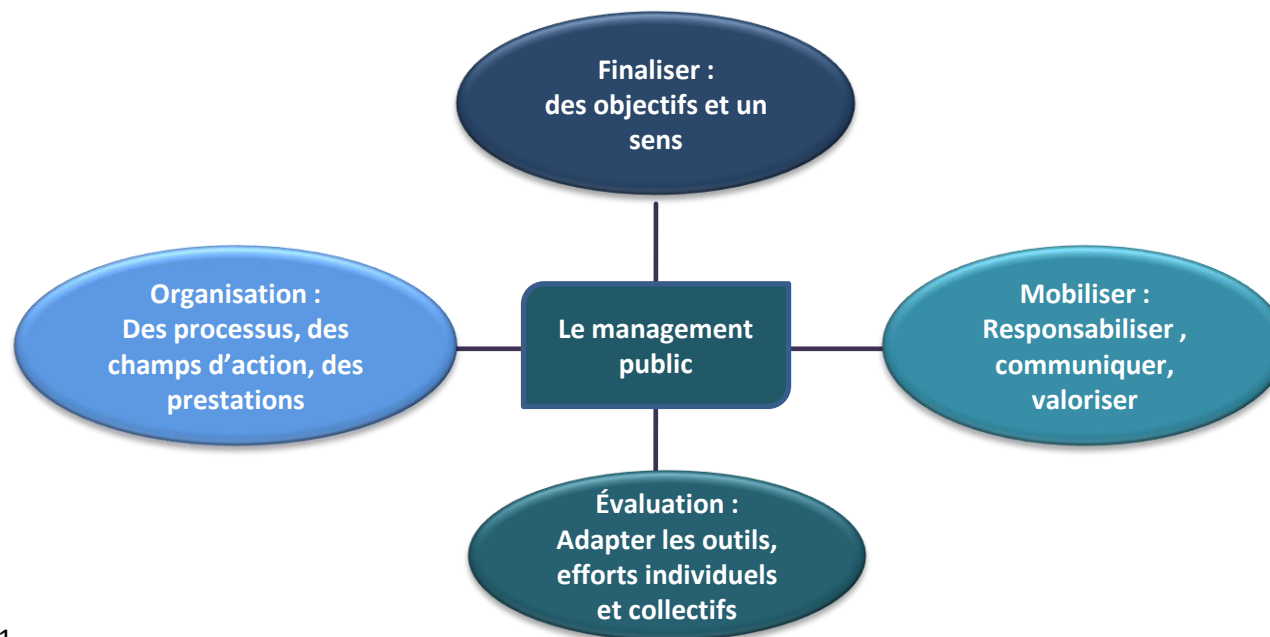 Finaliser :
des objectifs et un
sens
Organisation :
Des processus, des
champs d’action, des
prestations
Le management
public
Mobiliser :
Responsabiliser ,
communiquer,
valoriser
Évaluation :
Adapter les outils,
efforts individuels
et collectifs
1